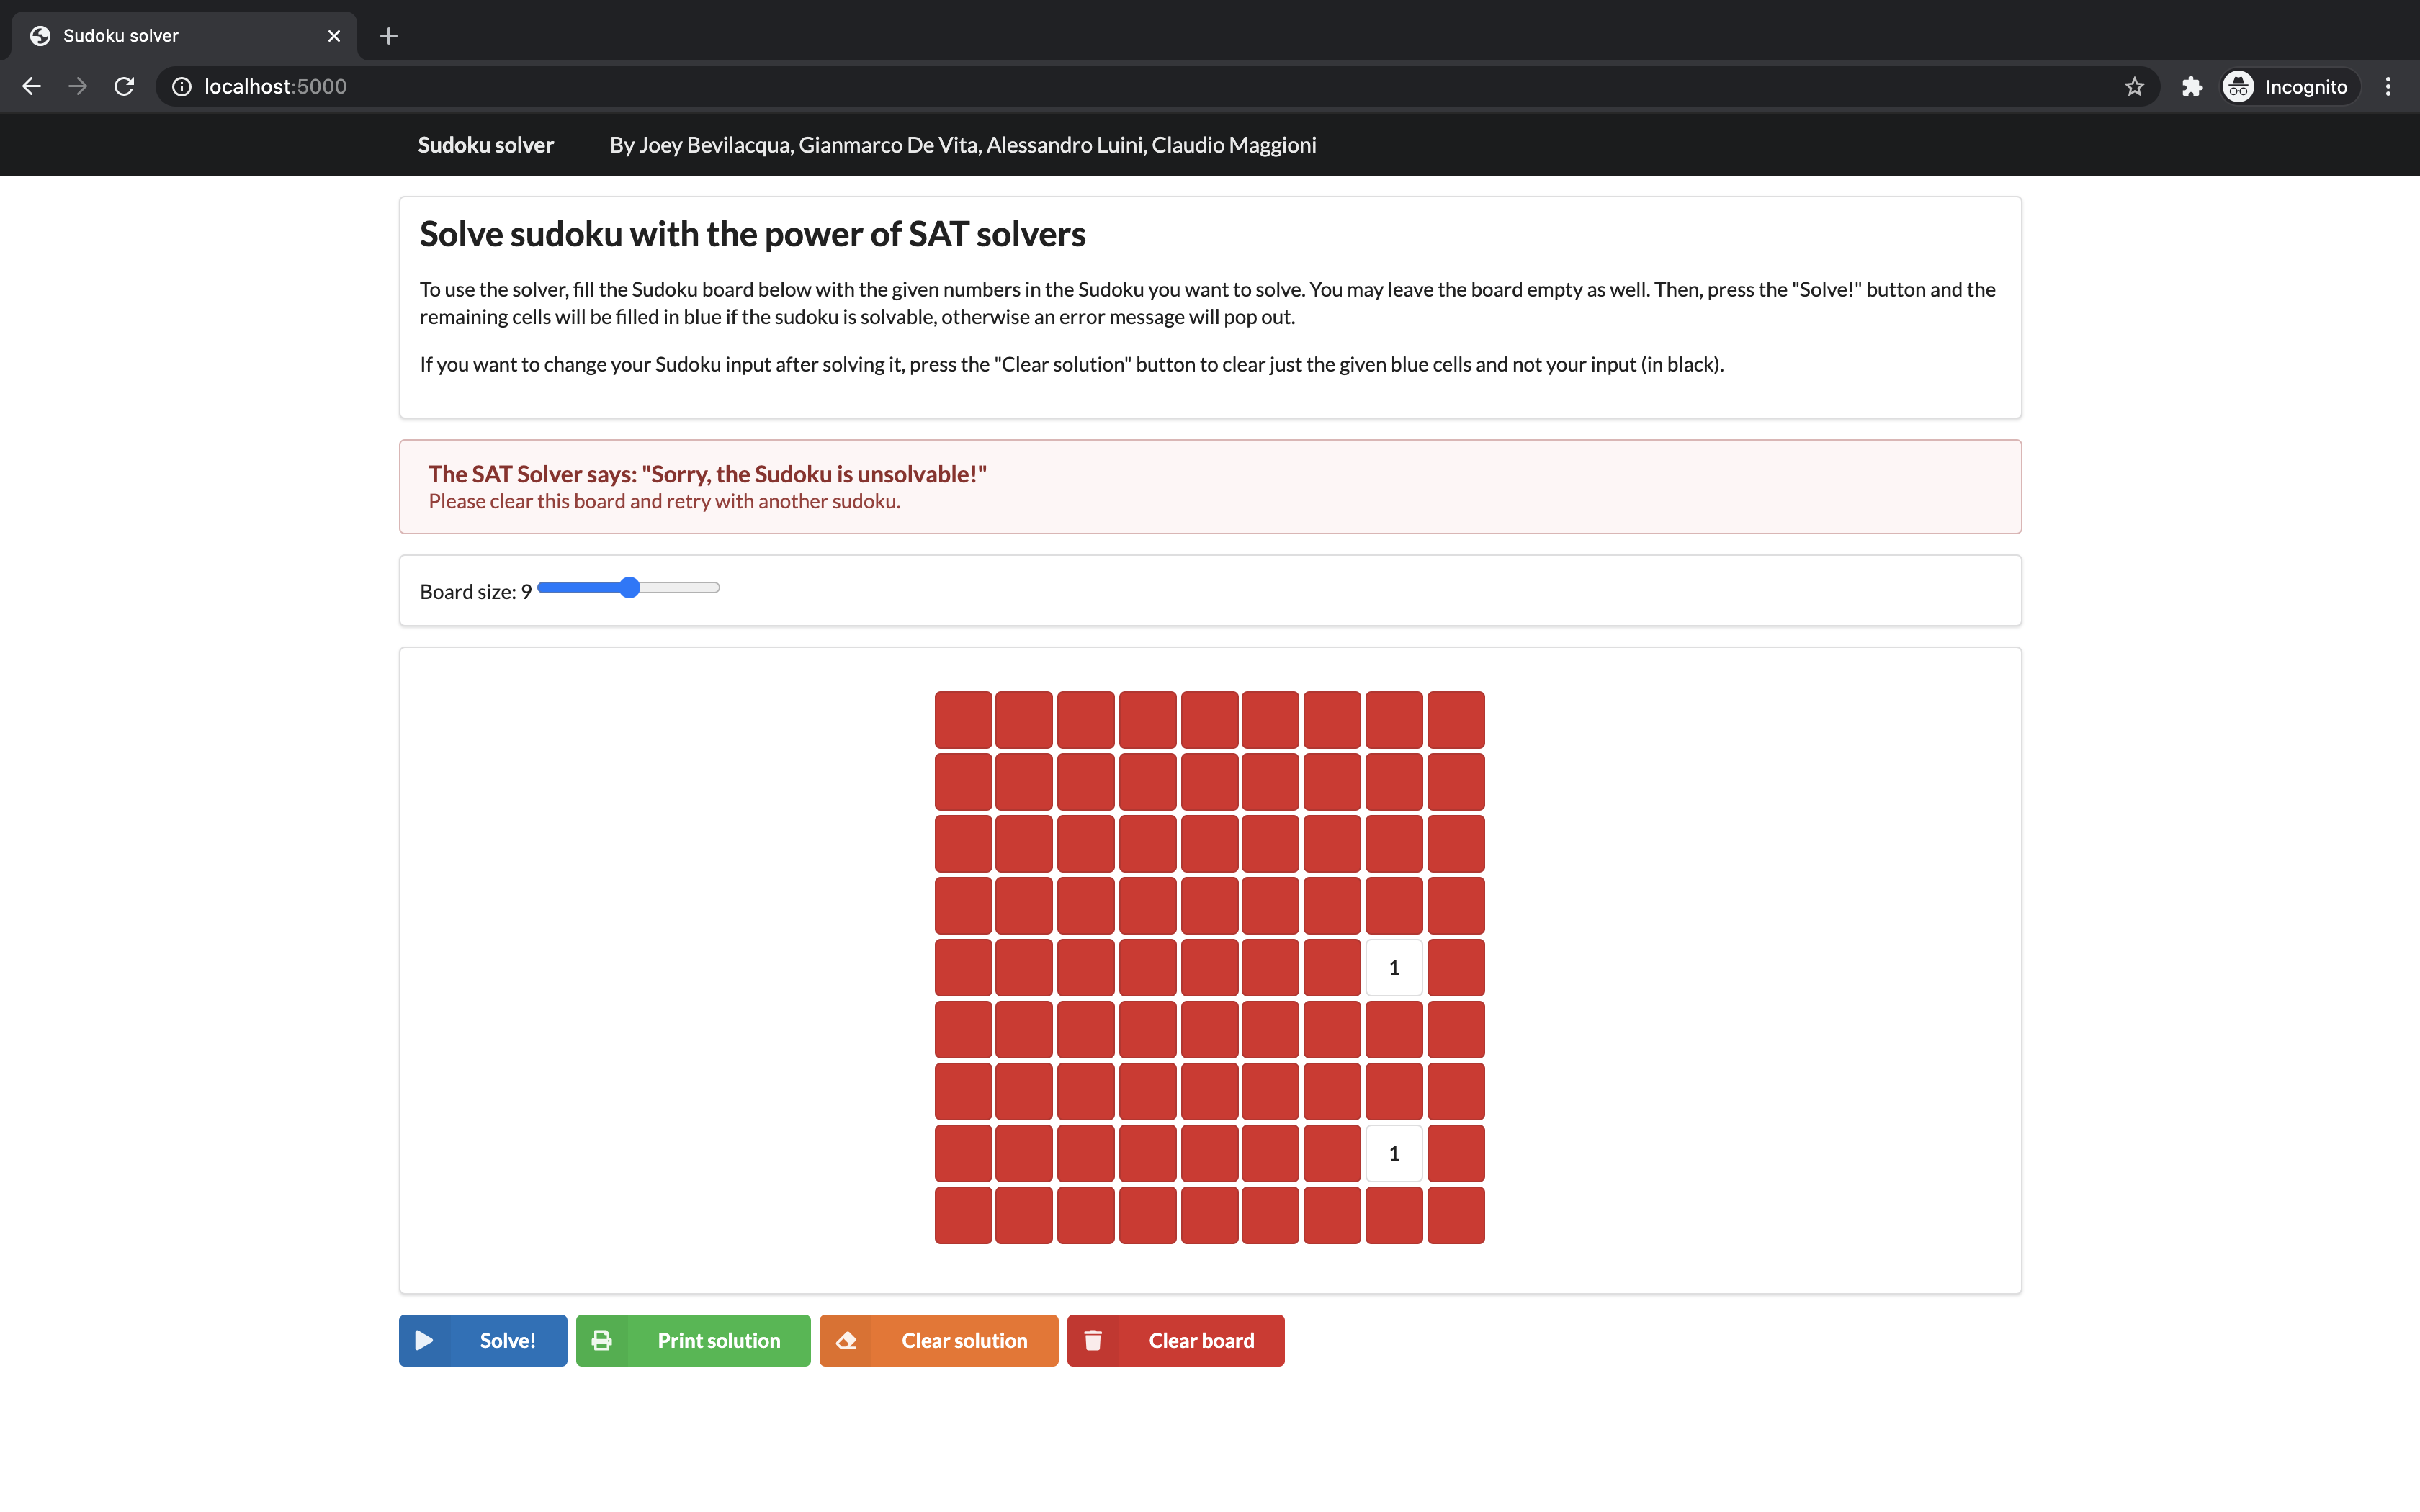 Sudoku solver
localhost:5000
Incognito
Sudoku solver By Joey Bevilacqua, Gianmarco De Vita, Alessandro Luini, Claudio Maggioni
Solve sudoku with the power of SAT solvers
To use the solver, fill the Sudoku board below with the given numbers in the Sudoku you want to solve. You may leave the board empty as well. Then, press the "Solve!" button and the
remaining cells will be filled in blue if the sudoku is solvable, otherwise an error message will pop out.
If you want to change your Sudoku input after solving it, press the "Clear solution" button to clear just the given blue cells and not your input (in black).
The SAT Solver says: "Sorry, the Sudoku is unsolvable!"
Please clear this board and retry with another sudoku.
Board size: 9
1
1
Solve! Print solution Clear solution Clear board